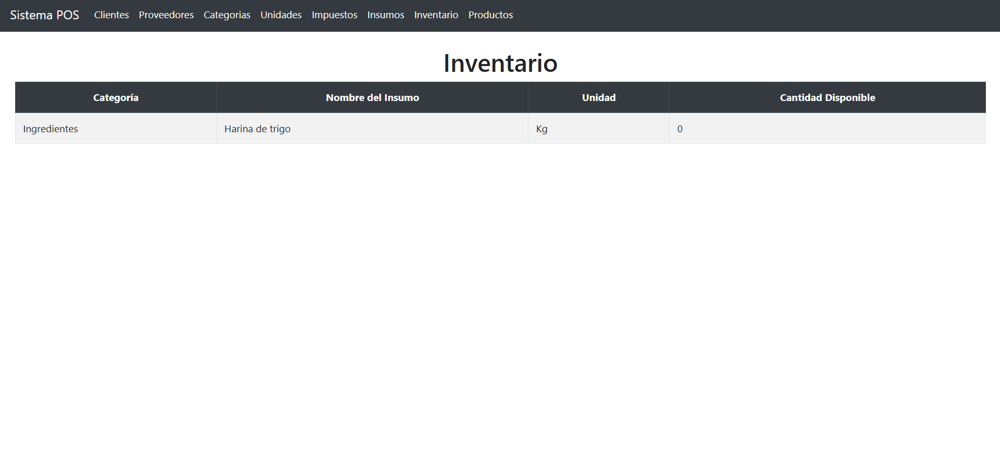 Sistema POS Clientes Proveedores Categorias Unidades Impuestos Insumos Inventario Productos
Inventario
Categoría Nombre del Insumo Unidad Cantidad Disponible
Ingredientes Harina de trigo Kg 0